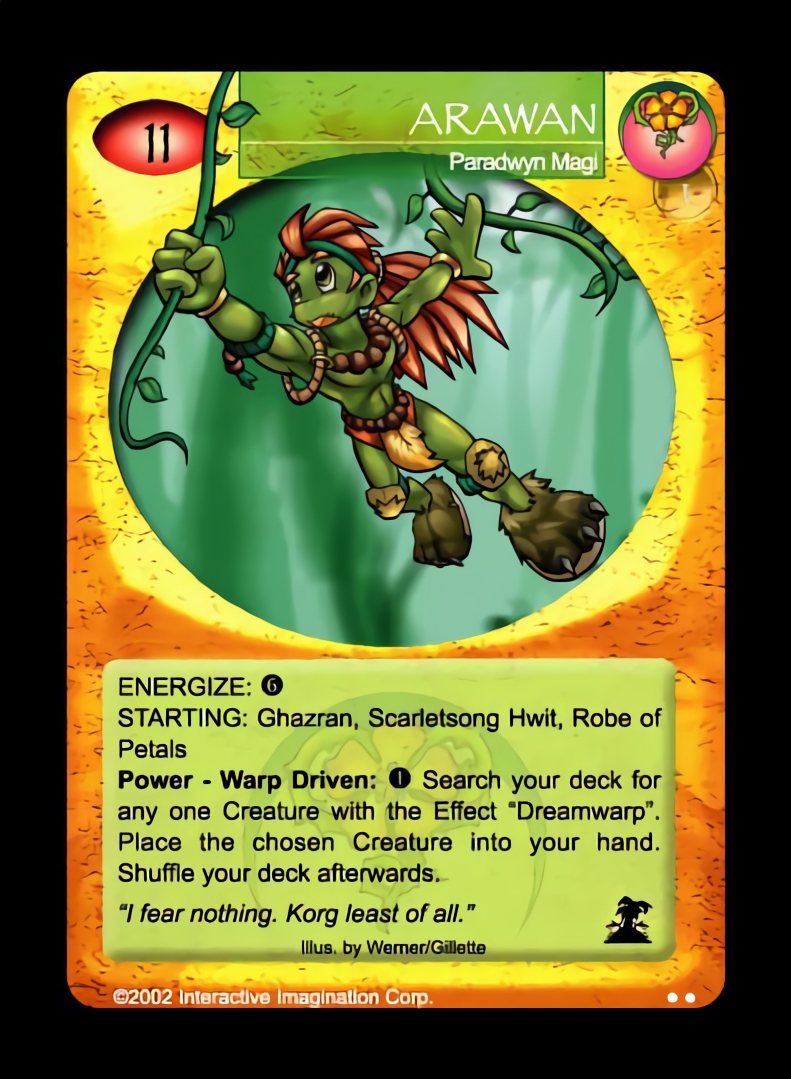 11
ARAWAN
Paradwyn Magi
1
ENERGIZE: ❻
STARTING: Ghazran, Scarletsong Hwit, Robe of
Petals
Power - Warp Driven: ❶ Search your deck for
any one Creature with the Effect "Dreamwarp".
Place the chosen Creature into your hand.
Shuffle your deck afterwards.
"I fear nothing. Korg least of all."
Illus. by Werner/Gillette
©2002 Interactive Imagination Corp.